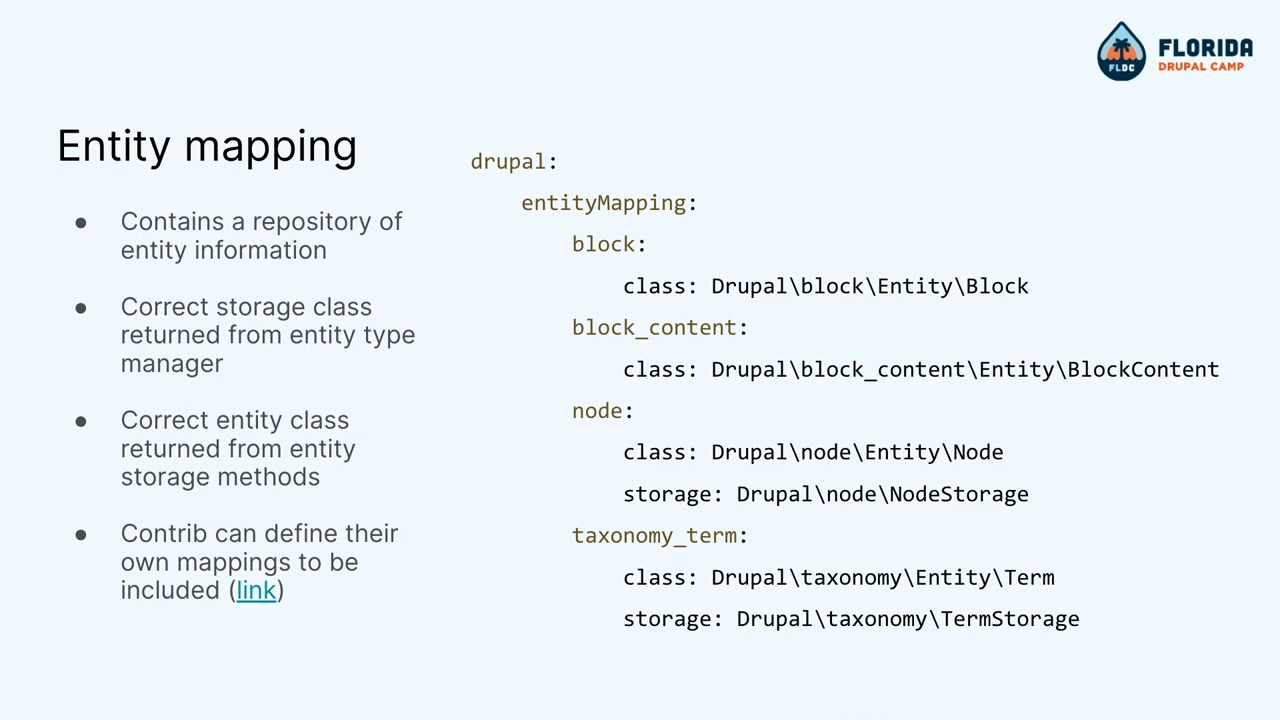 FLORIDA
DRUPAL CAMP
FLDC
Entity mapping
● Contains a repository of
entity information
● Correct storage class
returned from entity type
manager
● Correct entity class
returned from entity
storage methods
● Contrib can define their
own mappings to be
included (link)
drupal:
    entityMapping:
        block:
            class: Drupal\block\Entity\Block
        block_content:
            class: Drupal\block_content\Entity\BlockContent
        node:
            class: Drupal\node\Entity\Node
            storage: Drupal\node\NodeStorage
        taxonomy_term:
            class: Drupal\taxonomy\Entity\Term
            storage: Drupal\taxonomy\TermStorage